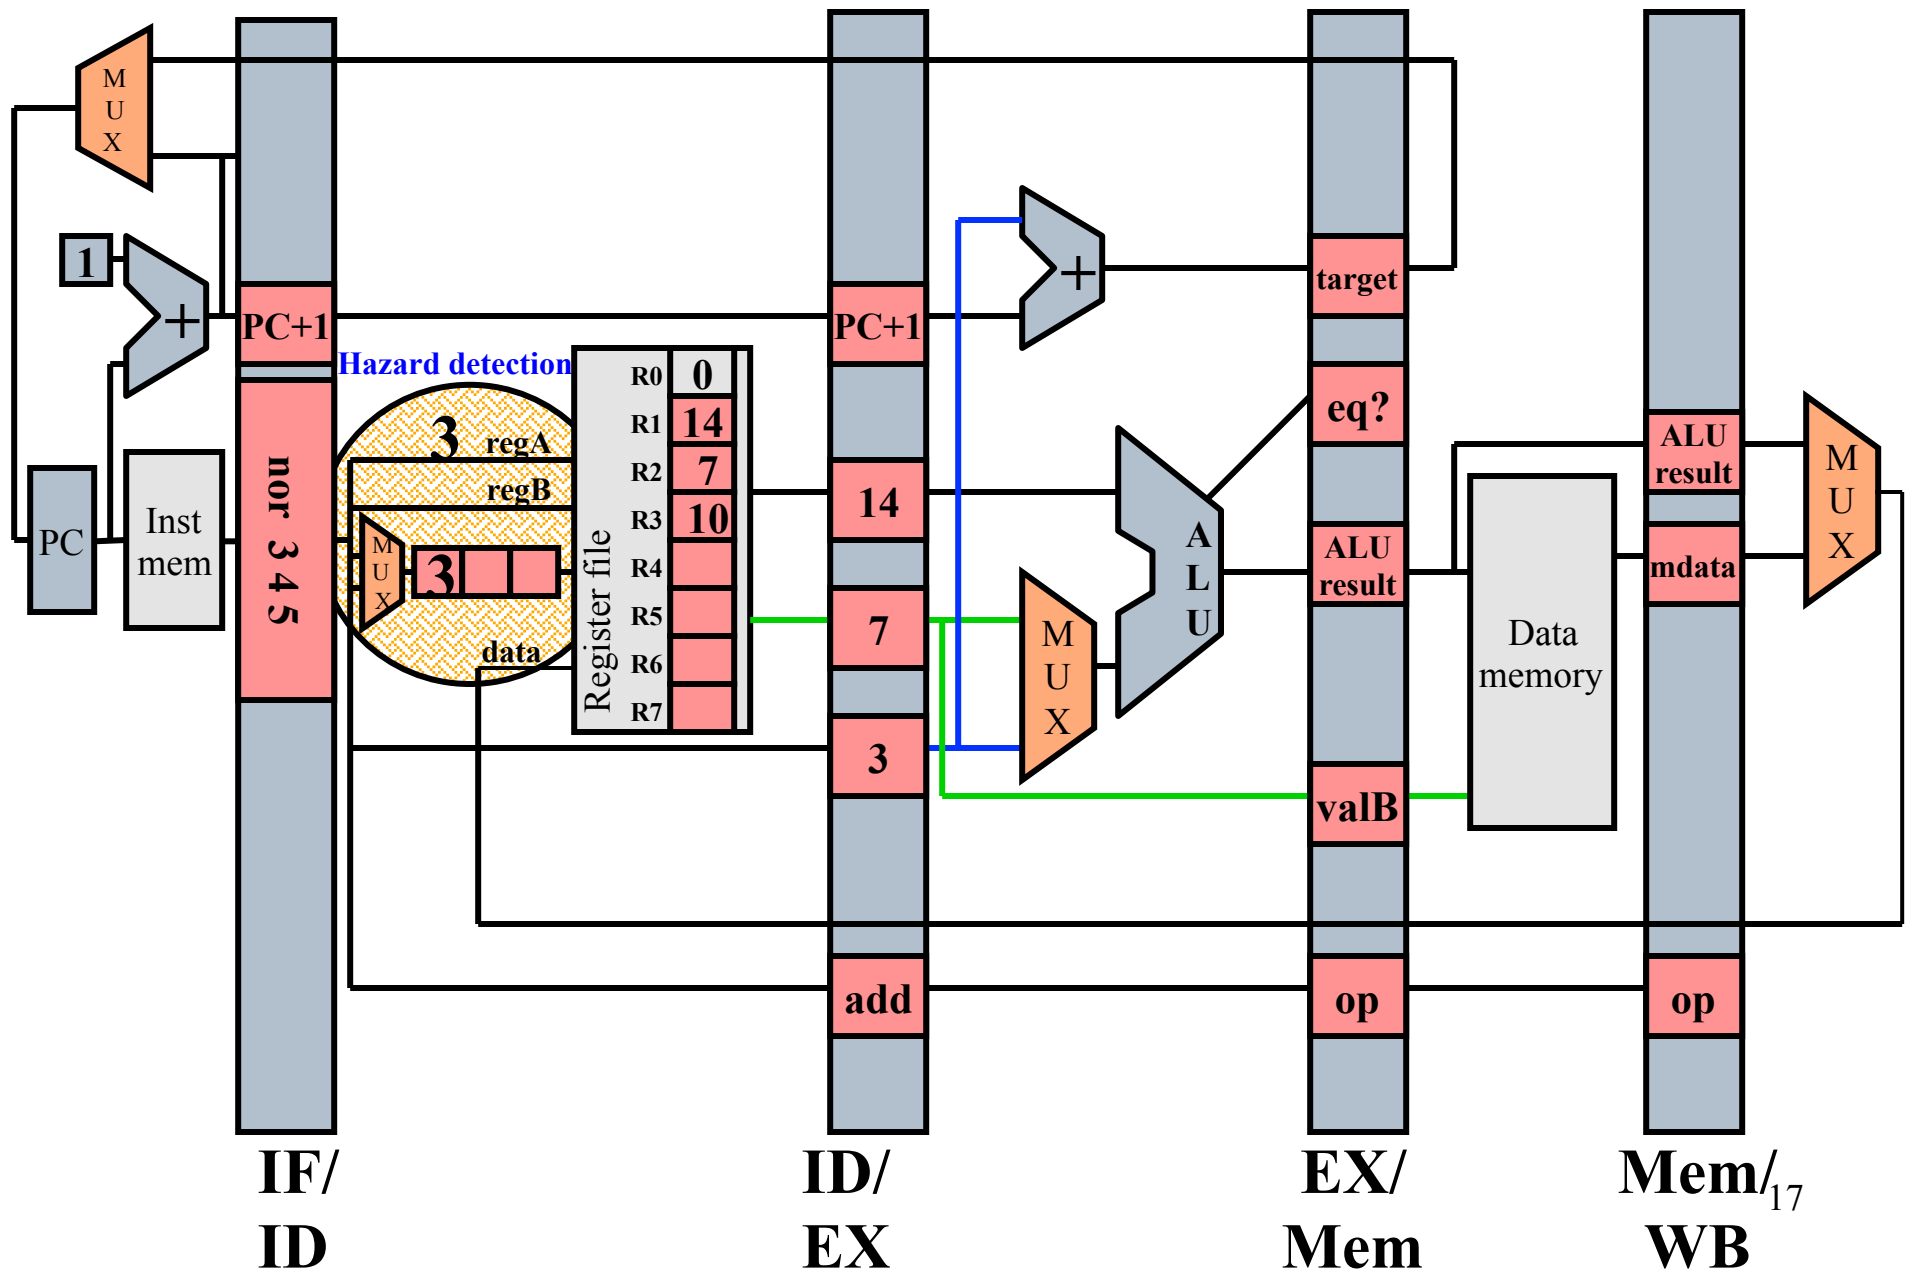 M
U
X
1
+
PC+1
PC+1
+
target
Hazard detection
nor 3 4 5
3
regA
regB
M
U
X
3
data
Register file
R0 0
R1 14
R2 7
R3 10
R4
R5
R6
R7
PC
Inst
mem
14
7
3
add
M
U
X
A
L
U
eq?
ALU
result
valB
op
Data
memory
ALU
result
mdata
op
M
U
X
IF/
ID
ID/
EX
EX/
Mem
Mem/
WB
17